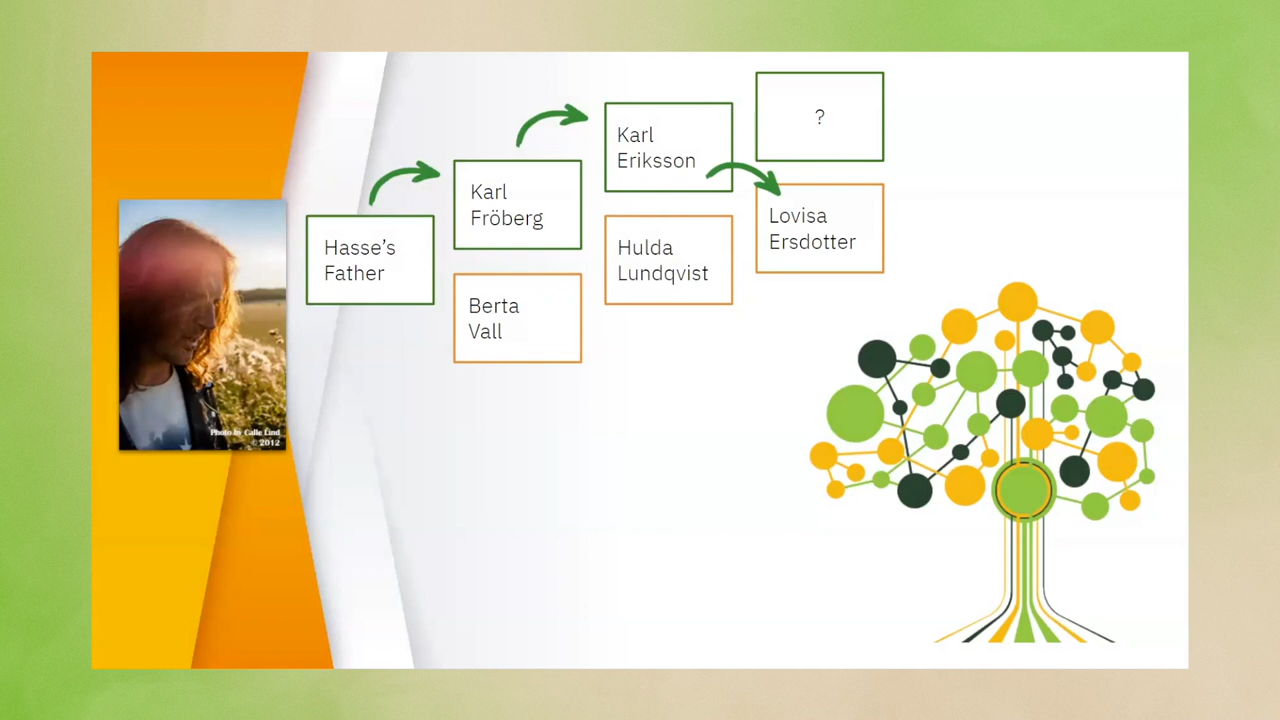 ?
Karl
Eriksson
Lovisa
Ersdotter
Karl
Fröberg
Hulda
Lundqvist
Hasse’s
Father
Berta
Vall
Photo by Calle Lind
© 2012